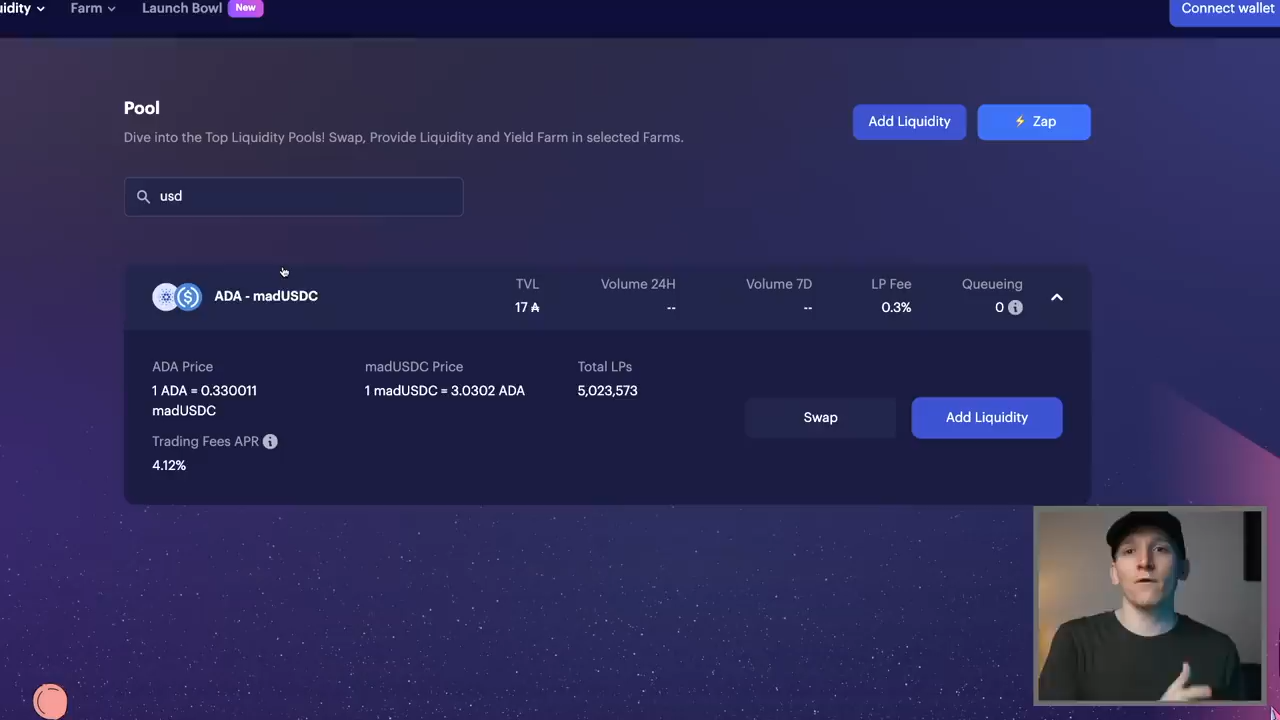 uidity
Farm
Launch Bowl
New
Connect wallet
Pool
Dive into the Top Liquidity Pools! Swap, Provide Liquidity and Yield Farm in selected Farms.
Add Liquidity
Zap
usd
ADA - madUSDC
TVL
17 ₳
Volume 24H
--
Volume 7D
--
LP Fee
0.3%
Queueing
0
ADA Price
1 ADA = 0.330011
madUSDC
madUSDC Price
1 madUSDC = 3.0302 ADA
Total LPs
5,023,573
Trading Fees APR
4.12%
Swap
Add Liquidity